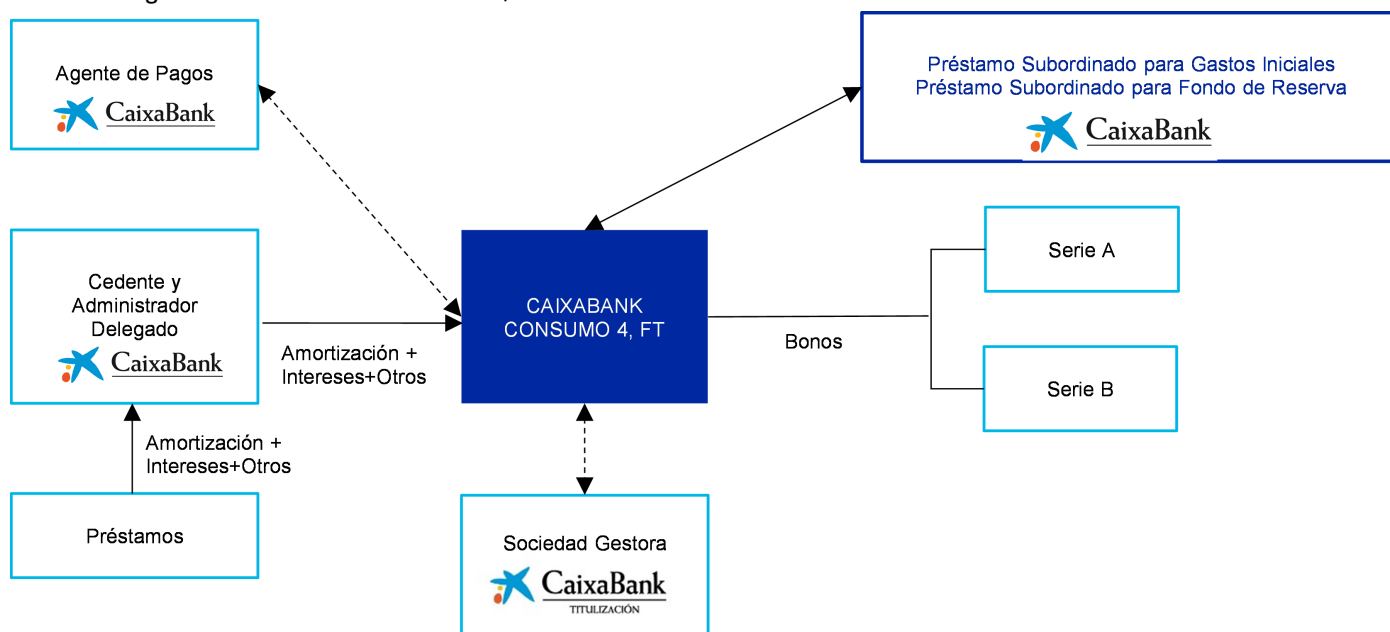 Agente de Pagos
CaixaBank
Préstamo Subordinado para Gastos Iniciales
Préstamo Subordinado para Fondo de Reserva
CaixaBank
Cedente y
Administrador
Delegado
CaixaBank
Amortización +
Intereses+Otros
CAIXABANK
CONSUMO 4, FT
Bonos
Serie A
Serie B
Amortización +
Intereses+Otros
Préstamos
Sociedad Gestora
CaixaBank
TITULIZACIÓN